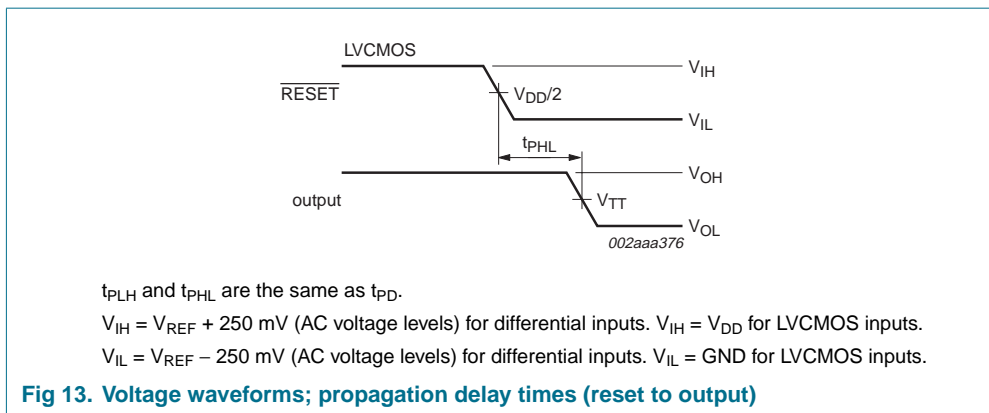 LVCMOS
V_IH
RESET
V_DD/2
V_IL
t_PHL
V_OH
output
V_TT
V_OL
002aaa376
t_PLH and t_PHL are the same as t_PD.
V_IH = V_REF + 250 mV (AC voltage levels) for differential inputs. V_IH = V_DD for LVCMOS inputs.
V_IL = V_REF − 250 mV (AC voltage levels) for differential inputs. V_IL = GND for LVCMOS inputs.
Fig 13. Voltage waveforms; propagation delay times (reset to output)